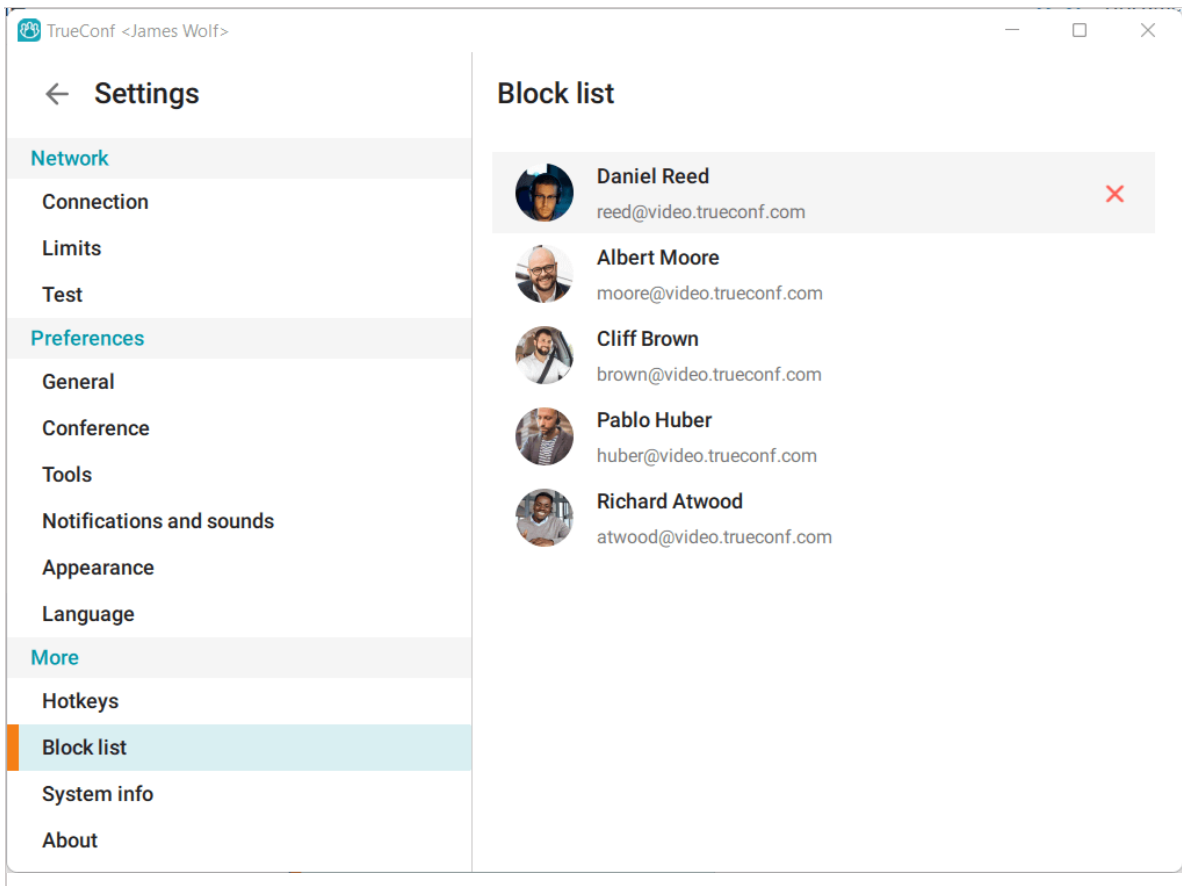 TrueConf <James Wolf>
Settings
Network
Connection
Limits
Test
Preferences
General
Conference
Tools
Notifications and sounds
Appearance
Language
More
Hotkeys
Block list
System info
About
Block list
Daniel Reed
reed@video.trueconf.com
Albert Moore
moore@video.trueconf.com
Cliff Brown
brown@video.trueconf.com
Pablo Huber
huber@video.trueconf.com
Richard Atwood
atwood@video.trueconf.com